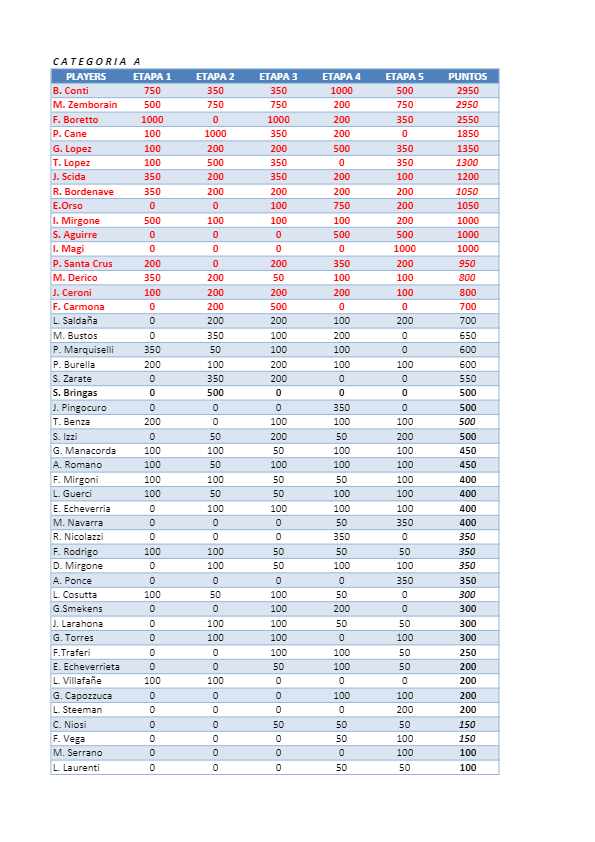 CATEGORIA A
PLAYERS ETAPA 1 ETAPA 2 ETAPA 3 ETAPA 4 ETAPA 5 PUNTOS
B. Conti 750 350 350 1000 500 2950
M. Zemborain 500 750 750 200 750 2950
F. Boretto 1000 0 1000 200 350 2550
P. Cane 100 1000 350 200 0 1850
G. Lopez 100 200 200 500 350 1350
T. Lopez 100 500 350 0 350 1300
J. Scida 350 200 350 200 100 1200
R. Bordenave 350 200 200 200 200 1050
E.Orso 0 0 100 750 200 1050
I. Mirgone 500 100 100 100 200 1000
S. Aguirre 0 0 0 500 500 1000
I. Magi 0 0 0 0 1000 1000
P. Santa Crus 200 0 200 350 200 950
M. Derico 350 200 50 100 100 800
J. Ceroni 100 200 200 200 100 800
F. Carmona 0 200 500 0 0 700
L. Saldaña 0 200 200 100 200 700
M. Bustos 0 350 100 200 0 650
P. Marquiselli 350 50 100 100 0 600
P. Burella 200 100 200 100 100 600
S. Zarate 0 350 200 0 0 550
S. Bringas 0 500 0 0 0 500
J. Pingocuro 0 0 0 350 0 500
T. Benza 200 0 100 100 100 500
S. Izzi 0 50 200 50 200 500
G. Manacorda 100 100 50 100 100 450
A. Romano 100 50 100 100 100 450
F. Mirgoni 100 100 50 50 100 400
L. Guerci 100 50 50 100 100 400
E. Echeverria 0 100 100 100 100 400
M. Navarra 0 0 0 50 350 400
R. Nicolazzi 0 0 0 350 0 350
F. Rodrigo 100 100 50 50 50 350
D. Mirgone 0 100 50 100 100 350
A. Ponce 0 0 0 0 350 350
L. Cosutta 100 50 100 50 0 300
G.Smekens 0 0 100 200 0 300
J. Larahona 0 100 100 50 50 300
G. Torres 0 100 100 0 100 300
F.Traferi 0 0 100 100 50 250
E. Echeverrieta 0 0 50 100 50 200
L. Villafañe 100 100 0 0 0 200
G. Capozzuca 0 0 0 100 100 200
L. Steeman 0 0 0 0 200 200
C. Niosi 0 0 50 50 50 150
F. Vega 0 0 0 50 100 150
M. Serrano 0 0 0 0 100 100
L. Laurenti 0 0 0 50 50 100